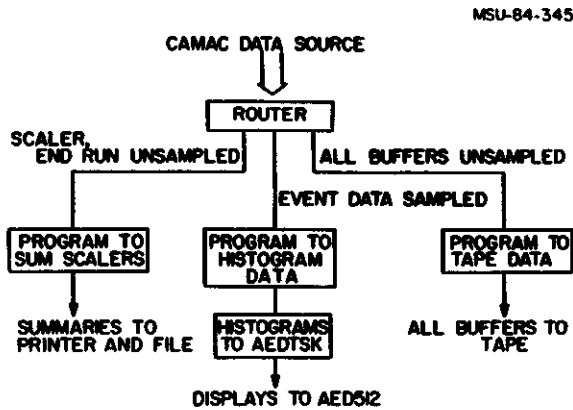 MSU-84-345
CAMAC DATA SOURCE
ROUTER
SCALER,
END RUN UNSAMPLED
ALL BUFFERS UNSAMPLED
EVENT DATA SAMPLED
PROGRAM TO
SUM SCALERS
PROGRAM TO
HISTOGRAM
DATA
PROGRAM TO
TAPE DATA
SUMMARIES TO
PRINTER AND FILE
HISTOGRAMS
TO AEDTSK
ALL BUFFERS TO
TAPE
DISPLAYS TO AED512